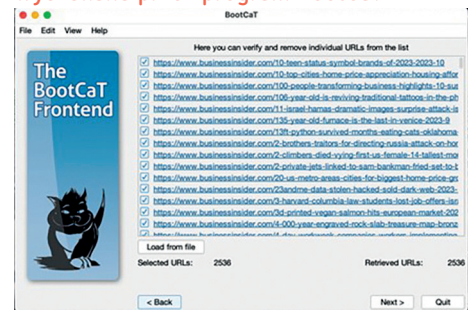 BootCaT
File Edit View Help
Here you can verify and remove individual URLs from the list
The
BootCaT
Frontend
https://www.businessinsider.com/10-teen-status-symbol-brands-of-2023-2023-10
https://www.businessinsider.com/10-top-cities-home-price-appreciation-housing-affor
https://www.businessinsider.com/100-people-transforming-business-highlights-10-sus
https://www.businessinsider.com/106-year-old-is-reviving-traditional-tattoos-in-the-ph
https://www.businessinsider.com/11-israel-hamas-dramatic-images-surprise-attack-is
https://www.businessinsider.com/135-year-old-furnace-is-the-last-in-venice-2023-9
https://www.businessinsider.com/13ft-python-survived-months-eating-cats-oklahoma-
https://www.businessinsider.com/2-brothers-traitors-for-directing-russia-attack-on-hor
https://www.businessinsider.com/2-climbers-died-vying-first-us-female-14-tallest-mou
https://www.businessinsider.com/2-private-jets-linked-to-sam-bankman-fried-set-to-b
https://www.businessinsider.com/20-us-metro-areas-cities-for-biggest-home-price-gro
https://www.businessinsider.com/23andme-data-stolen-hacked-sold-dark-web-2023-
https://www.businessinsider.com/3-harvard-columbia-law-students-lost-job-offers-isr
https://www.businessinsider.com/3d-printed-vegan-salmon-hits-european-market-202
https://www.businessinsider.com/4-000-year-engraved-rock-slab-treasure-map-bronz
Load from file
Selected URLs: 2536 Retrieved URLs: 2536
< Back Next > Quit